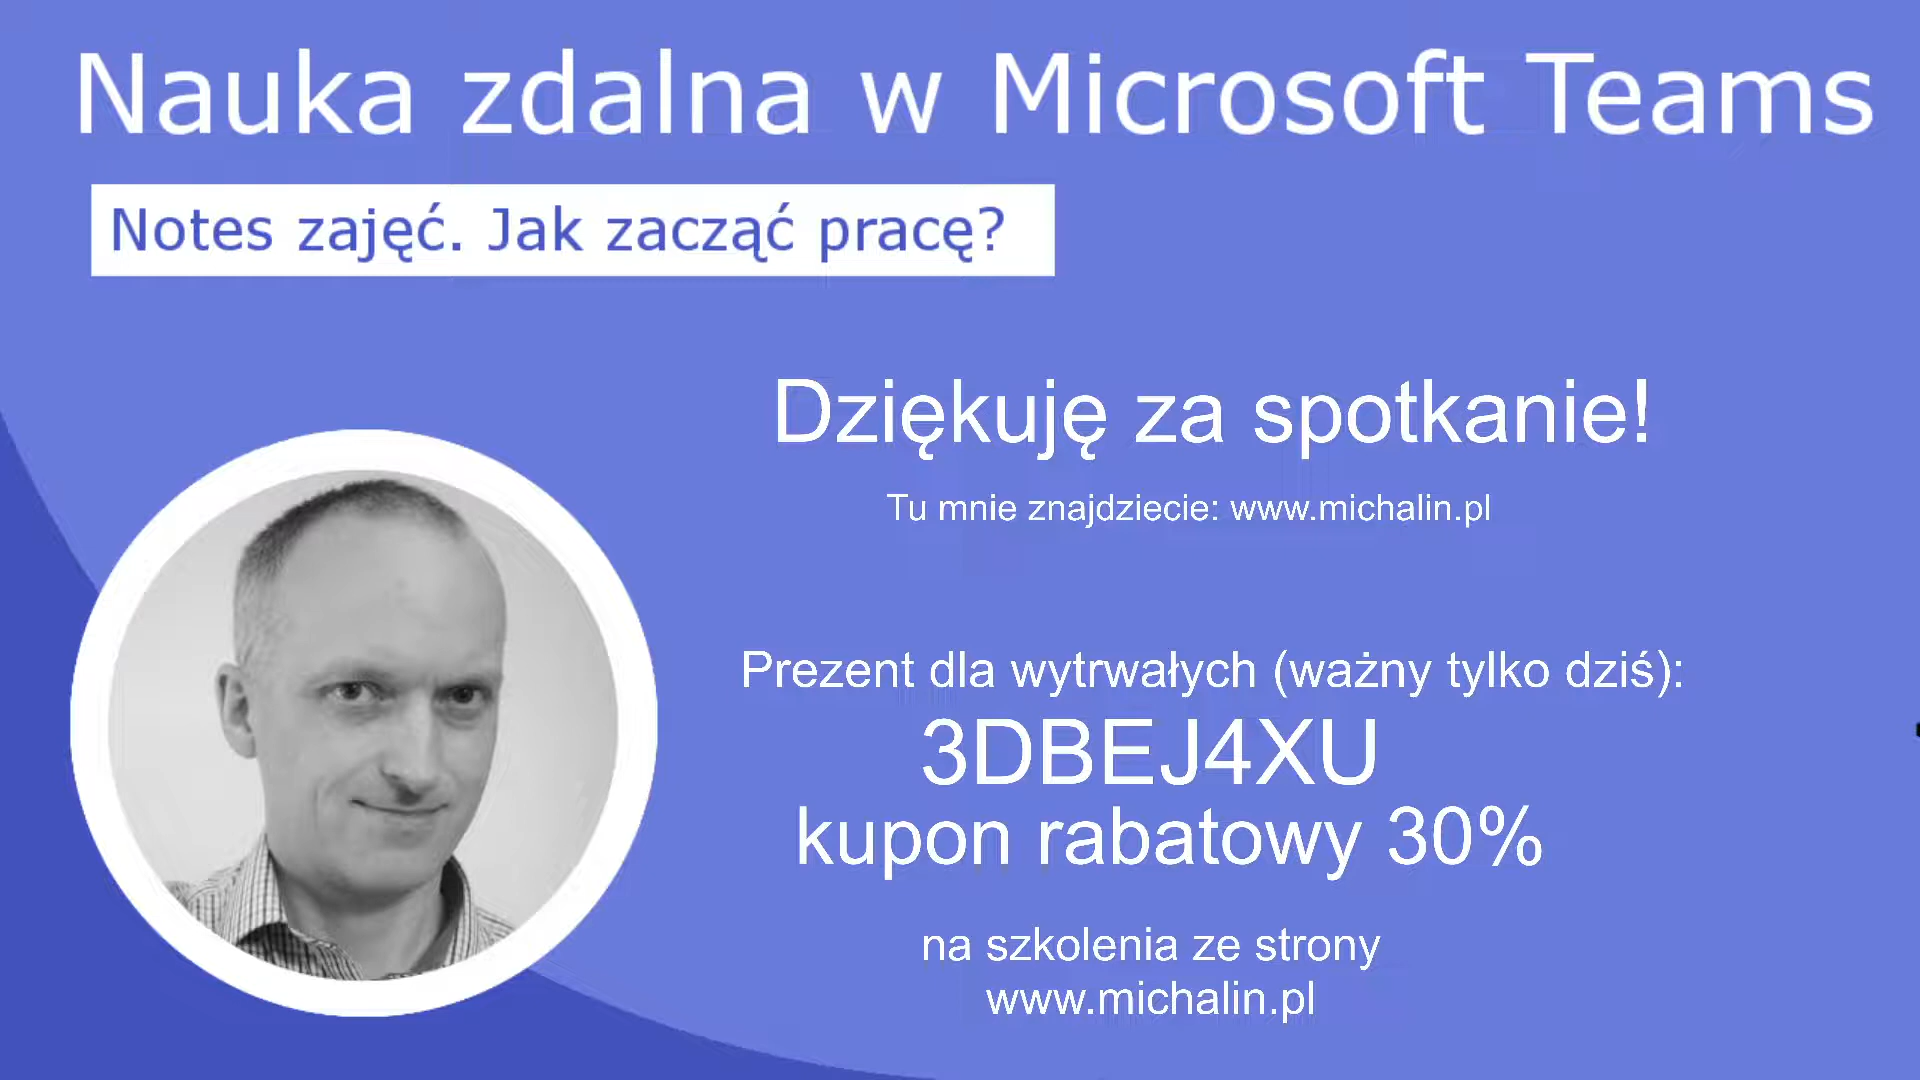 Nauka zdalna w Microsoft Teams
Notes zajęć. Jak zacząć pracę?
Dziękuję za spotkanie!
Tu mnie znajdziecie: www.michalin.pl
Prezent dla wytrwałych (ważny tylko dziś):
3DBEJ4XU
kupon rabatowy 30%
na szkolenia ze strony
www.michalin.pl